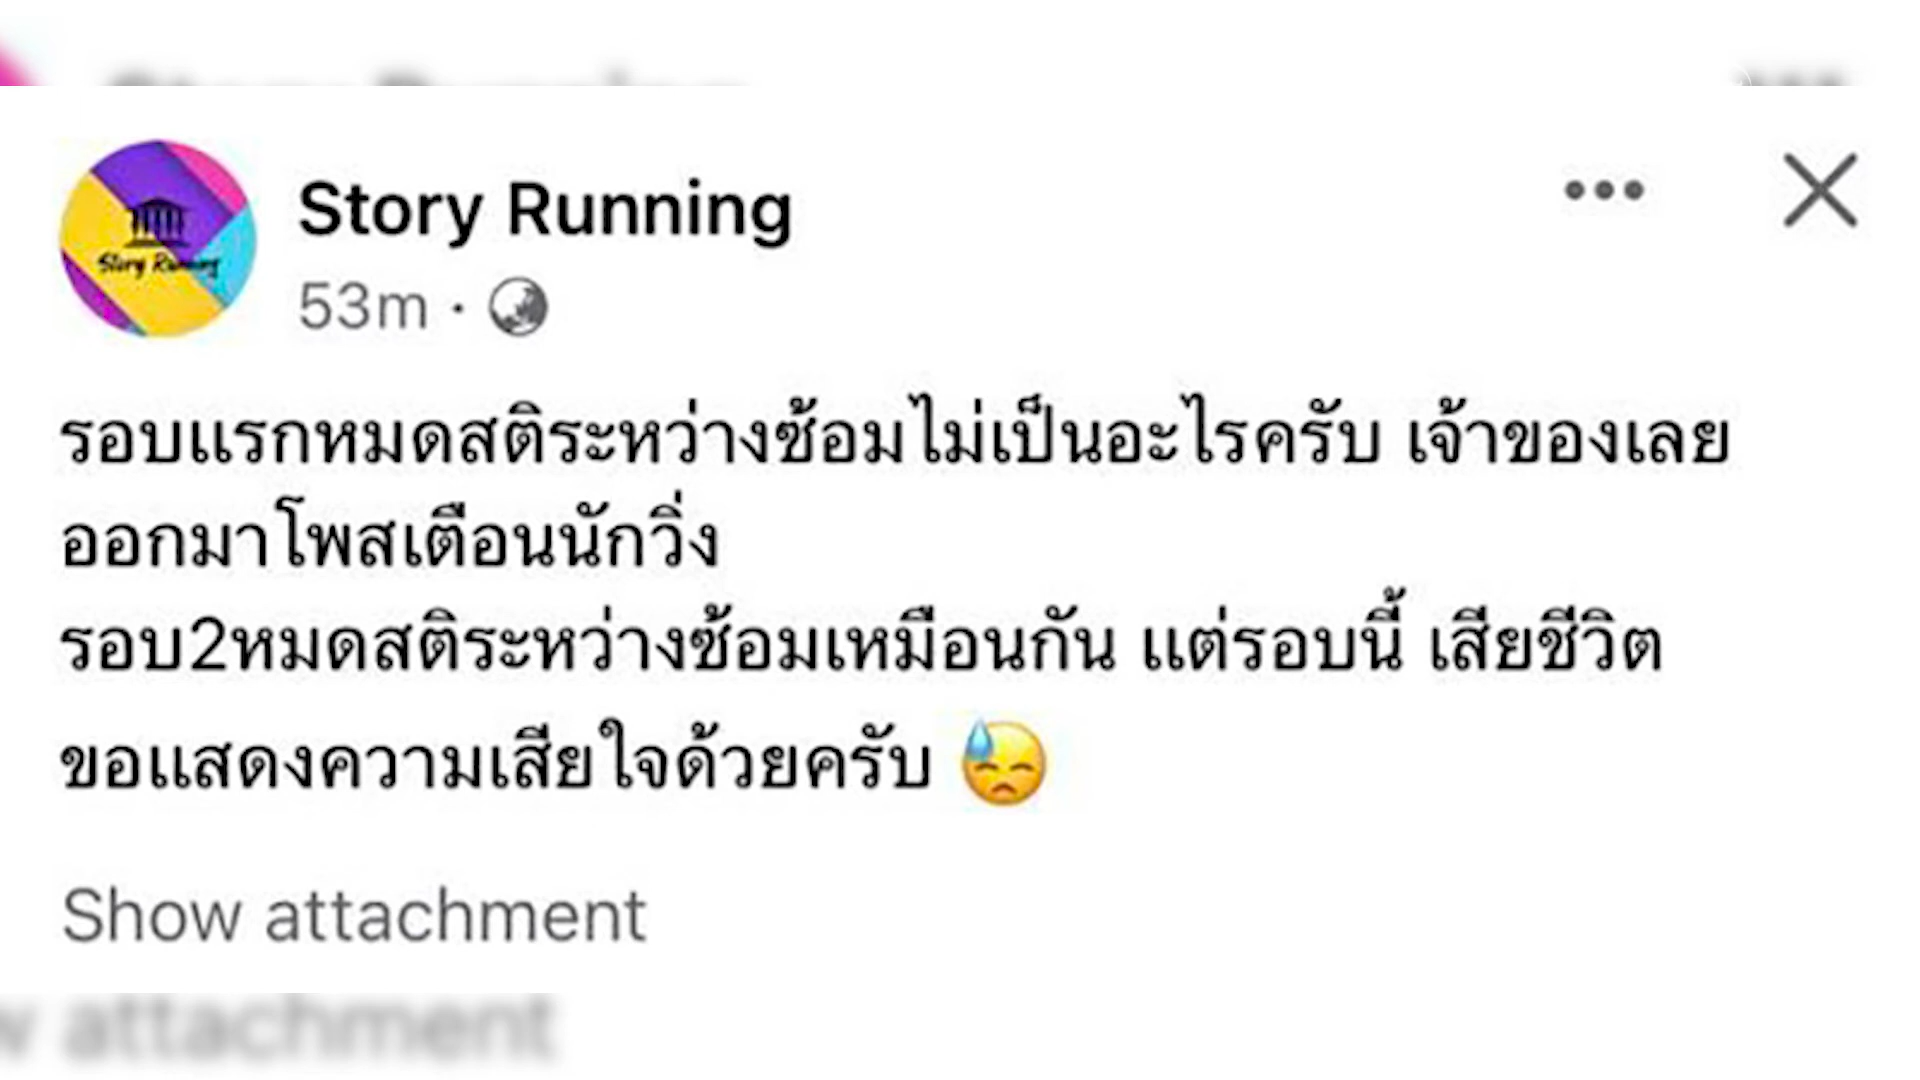 Story Running
Story Running
53m ·
รอบแรกหมดสติระหว่างซ้อมไม่เป็นอะไรครับ เจ้าของเลย
ออกมาโพสเตือนนักวิ่ง
รอบ2หมดสติระหว่างซ้อมเหมือนกัน แต่รอบนี้ เสียชีวิต
ขอแสดงความเสียใจด้วยครับ 😓
Show attachment
w attachment